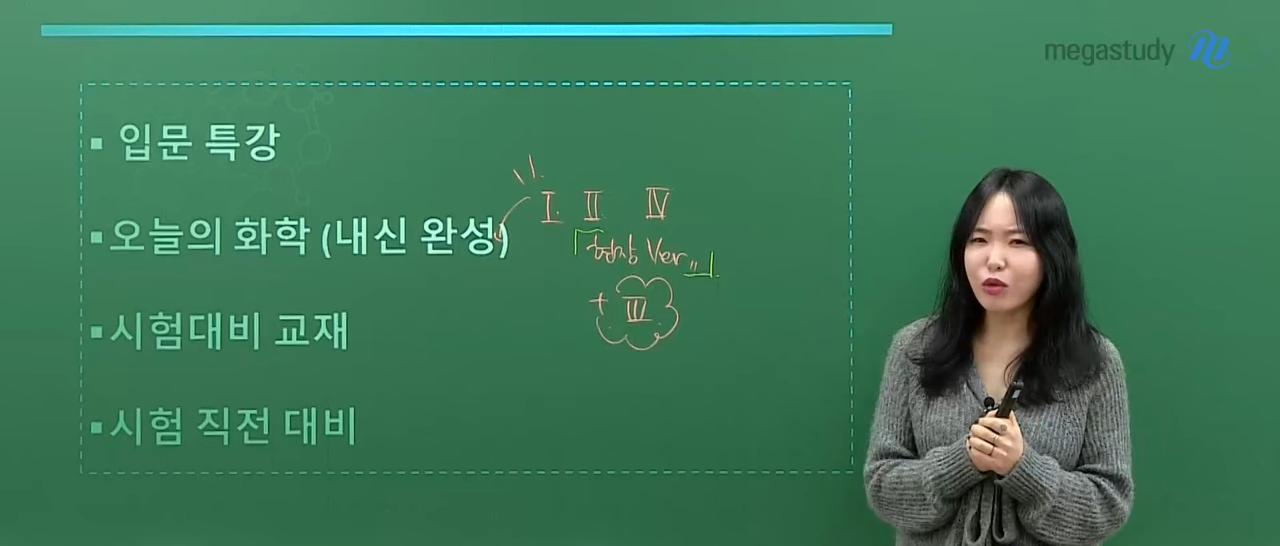 megastudy
▪ 입문 특강
▪ 오늘의 화학 (내신 완성)
I. II IV
「현장 Ver.」
+ III
▪ 시험대비 교재
▪ 시험 직전 대비